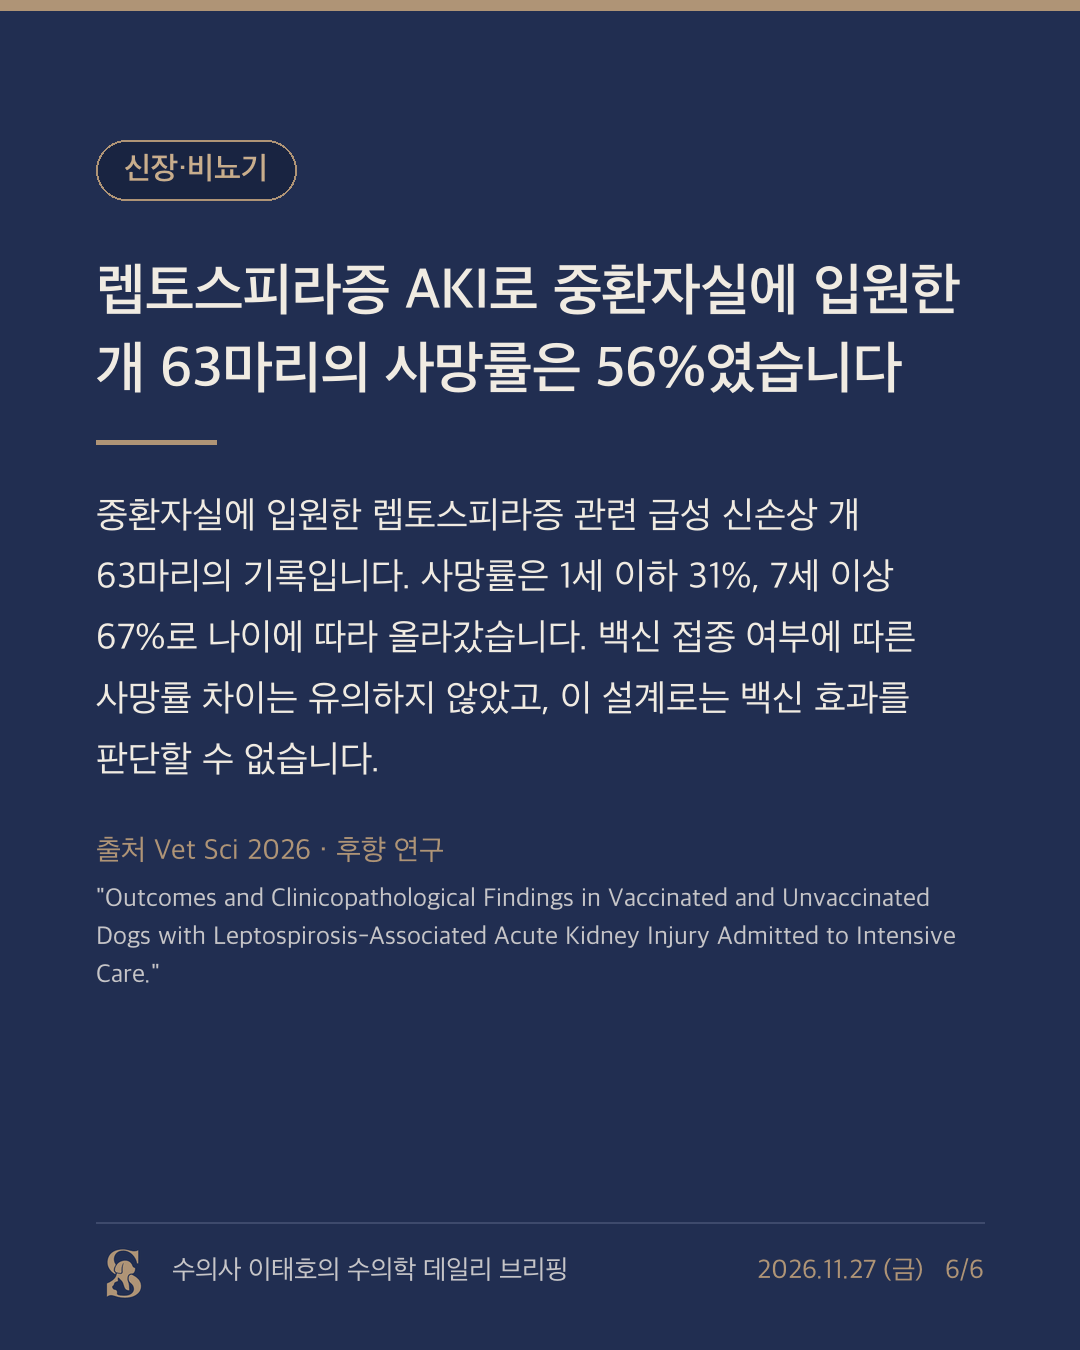 신장·비뇨기
렙토스피라증 AKI로 중환자실에 입원한
개 63마리의 사망률은 56%였습니다
중환자실에 입원한 렙토스피라증 관련 급성 신손상 개
63마리의 기록입니다. 사망률은 1세 이하 31%, 7세 이상
67%로 나이에 따라 올라갔습니다. 백신 접종 여부에 따른
사망률 차이는 유의하지 않았고, 이 설계로는 백신 효과를
판단할 수 없습니다.
출처 Vet Sci 2026 · 후향 연구
"Outcomes and Clinicopathological Findings in Vaccinated and Unvaccinated
Dogs with Leptospirosis-Associated Acute Kidney Injury Admitted to Intensive
Care."
수의사 이태호의 수의학 데일리 브리핑 2026.11.27 (금) 6/6